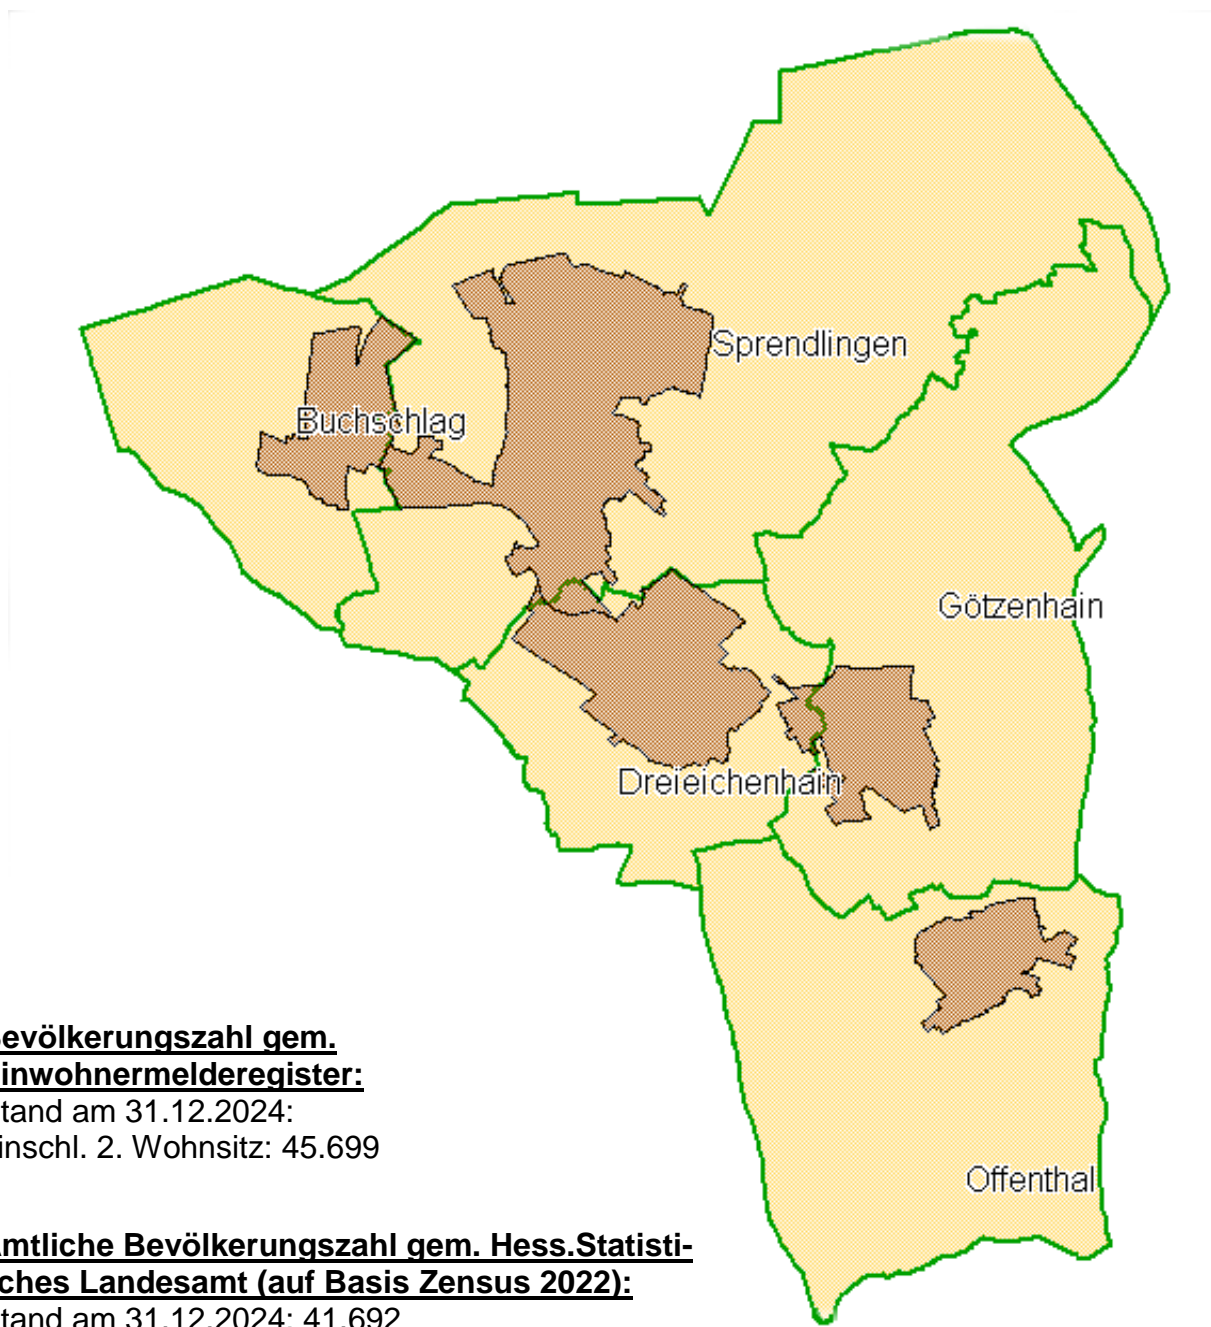 Sprendlingen
Buchschlag
Götzenhain
Dreieichenhain
Offenthal
evölkerungszahl gem.
inwohnermelderegister:
tand am 31.12.2024:
inschl. 2. Wohnsitz: 45.699
mtliche Bevölkerungszahl gem. Hess.Statisti-
ches Landesamt (auf Basis Zensus 2022):
tand am 31.12.2024: 41.692